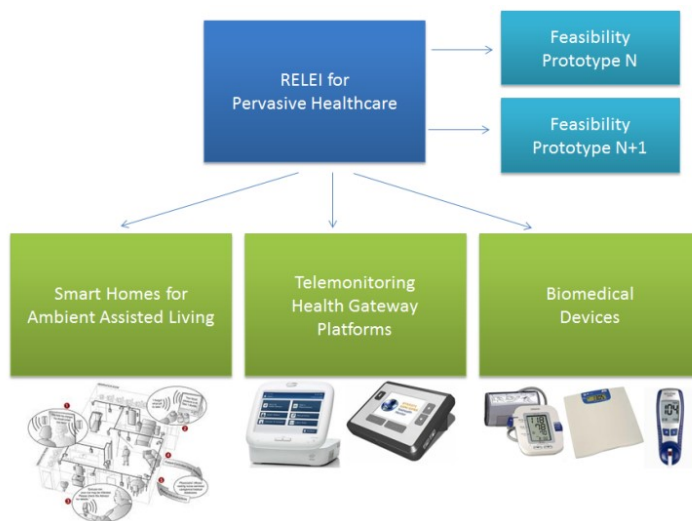 RELEI for
Pervasive Healthcare
Feasibility
Prototype N
Feasibility
Prototype N+1
Smart Homes for
Ambient Assisted Living
Telemonitoring
Health Gateway
Platforms
Biomedical
Devices
104